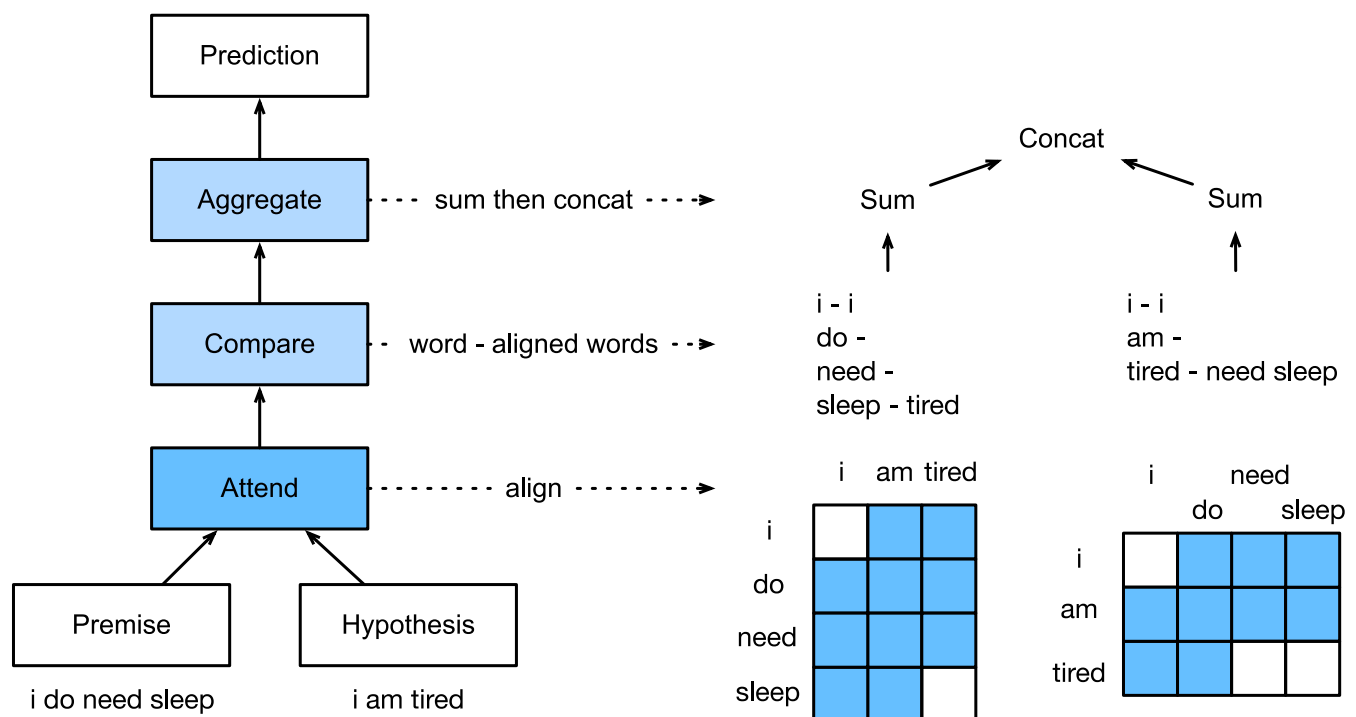 Prediction
Aggregate
sum then concat
Compare
word - aligned words
Attend
align
Premise
Hypothesis
i do need sleep
i am tired
Concat
Sum
Sum
i - i
do -
need -
sleep - tired
i - i
am -
tired - need sleep
i am tired
i
do
need
sleep
i need
do sleep
i
am
tired